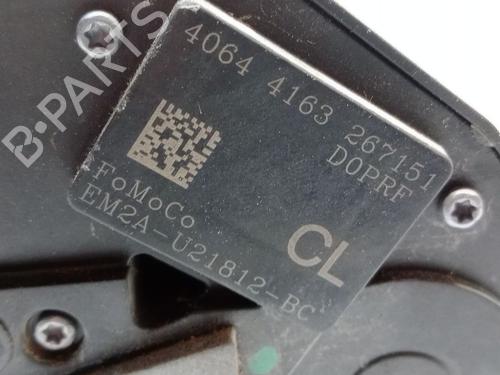 4064 4163 267151
D0PRF
FoMoCo
CL
EM2A-U21812-BC
B-PARTS